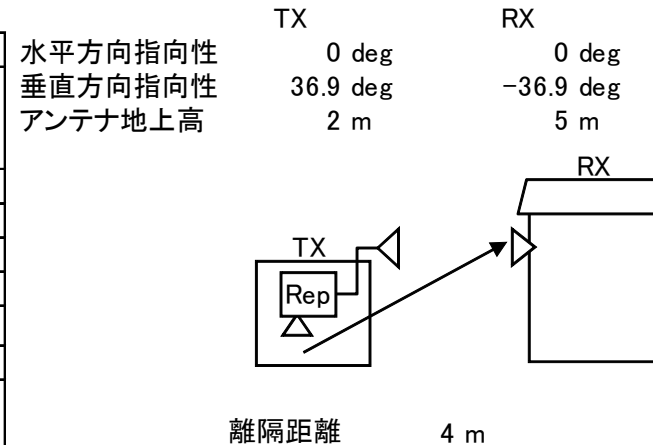 TX RX
水平方向指向性 0 deg 0 deg
垂直方向指向性 36.9 deg -36.9 deg
アンテナ地上高 2 m 5 m
RX
TX
Rep
離隔距離 4 m